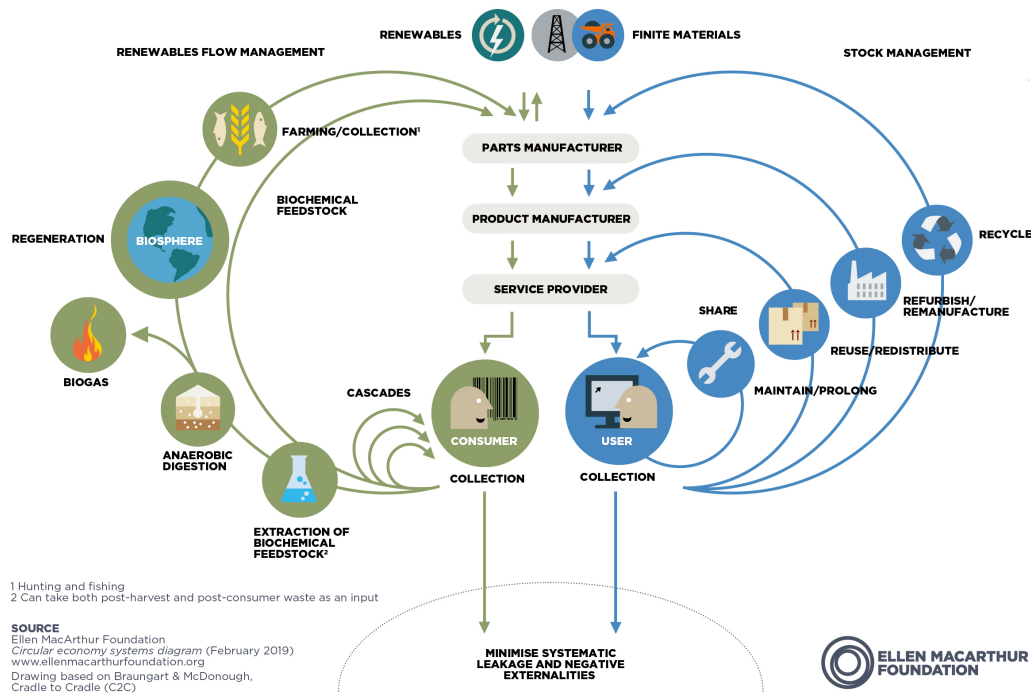 RENEWABLES
FINITE MATERIALS
RENEWABLES FLOW MANAGEMENT
STOCK MANAGEMENT
FARMING/COLLECTION¹
PARTS MANUFACTURER
BIOCHEMICAL
FEEDSTOCK
PRODUCT MANUFACTURER
REGENERATION
BIOSPHERE
RECYCLE
SERVICE PROVIDER
SHARE
REFURBISH/
REMANUFACTURE
REUSE/REDISTRIBUTE
BIOGAS
MAINTAIN/PROLONG
CASCADES
CONSUMER
USER
ANAEROBIC
DIGESTION
COLLECTION
COLLECTION
EXTRACTION OF
BIOCHEMICAL
FEEDSTOCK²
1 Hunting and fishing
2 Can take both post-harvest and post-consumer waste as an input
SOURCE
Ellen MacArthur Foundation
Circular economy systems diagram (February 2019)
www.ellenmacarthurfoundation.org
Drawing based on Braungart & McDonough,
Cradle to Cradle (C2C)
MINIMISE SYSTEMATIC
LEAKAGE AND NEGATIVE
EXTERNALITIES
ELLEN MACARTHUR
FOUNDATION